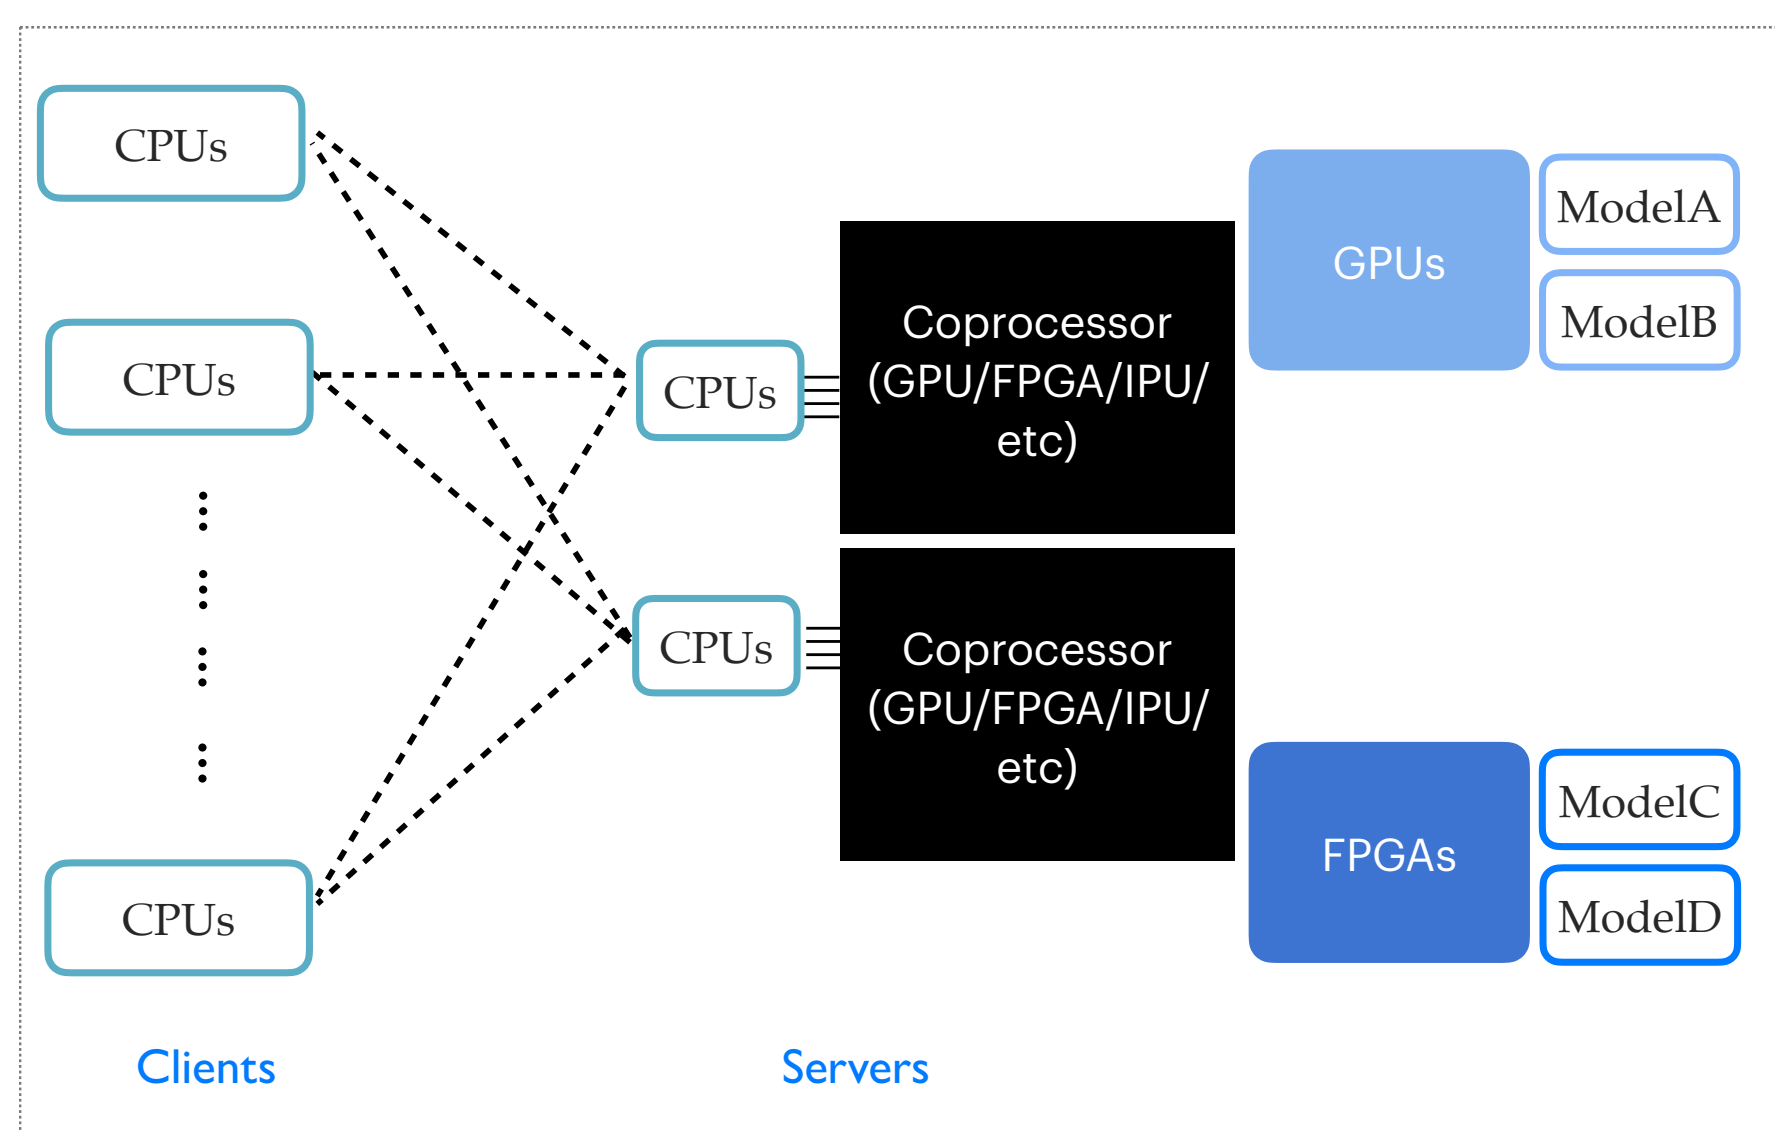 CPUs
CPUs
CPUs
CPUs
CPUs
Coprocessor
(GPU/FPGA/IPU/
etc)
Coprocessor
(GPU/FPGA/IPU/
etc)
GPUs
ModelA
ModelB
FPGAs
ModelC
ModelD
Clients
Servers